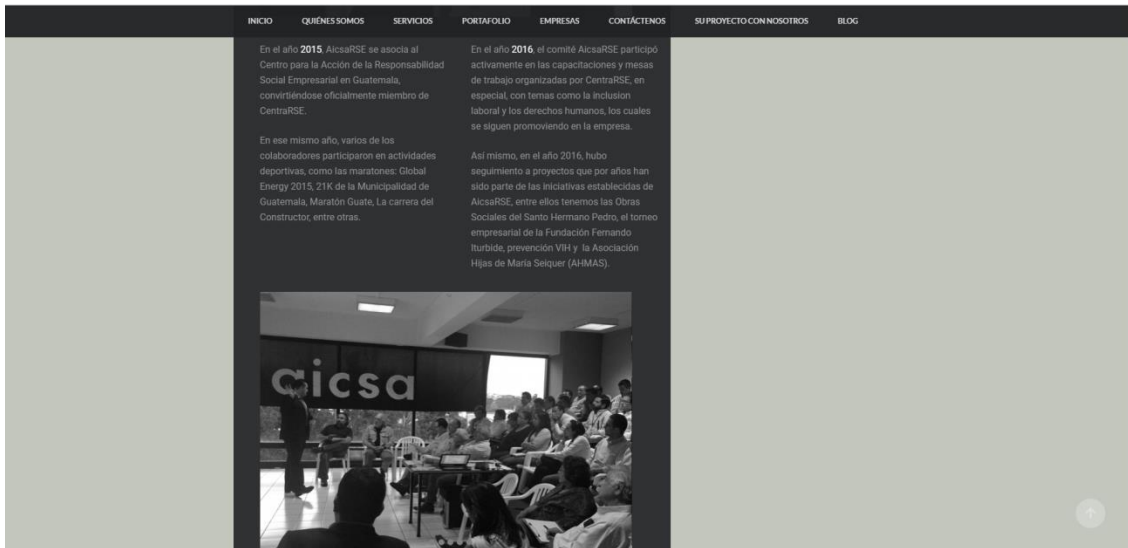 INICIO QUIÉNES SOMOS SERVICIOS PORTAFOLIO EMPRESAS CONTÁCTENOS SU PROYECTO CON NOSOTROS BLOG
En el año 2015, AicsaRSE se asocia al
Centro para la Acción de la Responsabilidad
Social Empresarial en Guatemala,
convirtiéndose oficialmente miembro de
CentraRSE.
En ese mismo año, varios de los
colaboradores participaron en actividades
deportivas, como las maratones: Global
Energy 2015, 21K de la Municipalidad de
Guatemala, Maratón Guate, La carrera del
Constructor, entre otras.
En el año 2016, el comité AicsaRSE participó
activamente en las capacitaciones y mesas
de trabajo organizadas por CentraRSE, en
especial, con temas como la inclusion
laboral y los derechos humanos, los cuales
se siguen promoviendo en la empresa.
Así mismo, en el año 2016, hubo
seguimiento a proyectos que por años han
sido parte de las iniciativas establecidas de
AicsaRSE, entre ellos tenemos las Obras
Sociales del Santo Hermano Pedro, el torneo
empresarial de la Fundación Fernando
Iturbide, prevención VIH y la Asociación
Hijas de María Seiquer (AHMAS).
aicsa